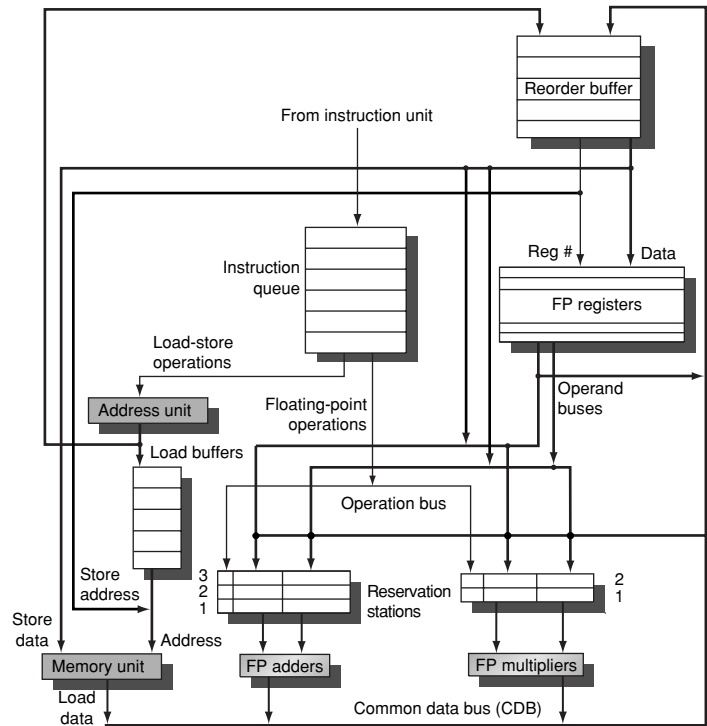 Reorder buffer
From instruction unit
Reg #
Data
Instruction
queue
FP registers
Load-store
operations
Operand
buses
Address unit
Floating-point
operations
Load buffers
Operation bus
3
2
1
Reservation
stations
2
1
Store
address
Store
data
Address
Memory unit
FP adders
FP multipliers
Load
data
Common data bus (CDB)